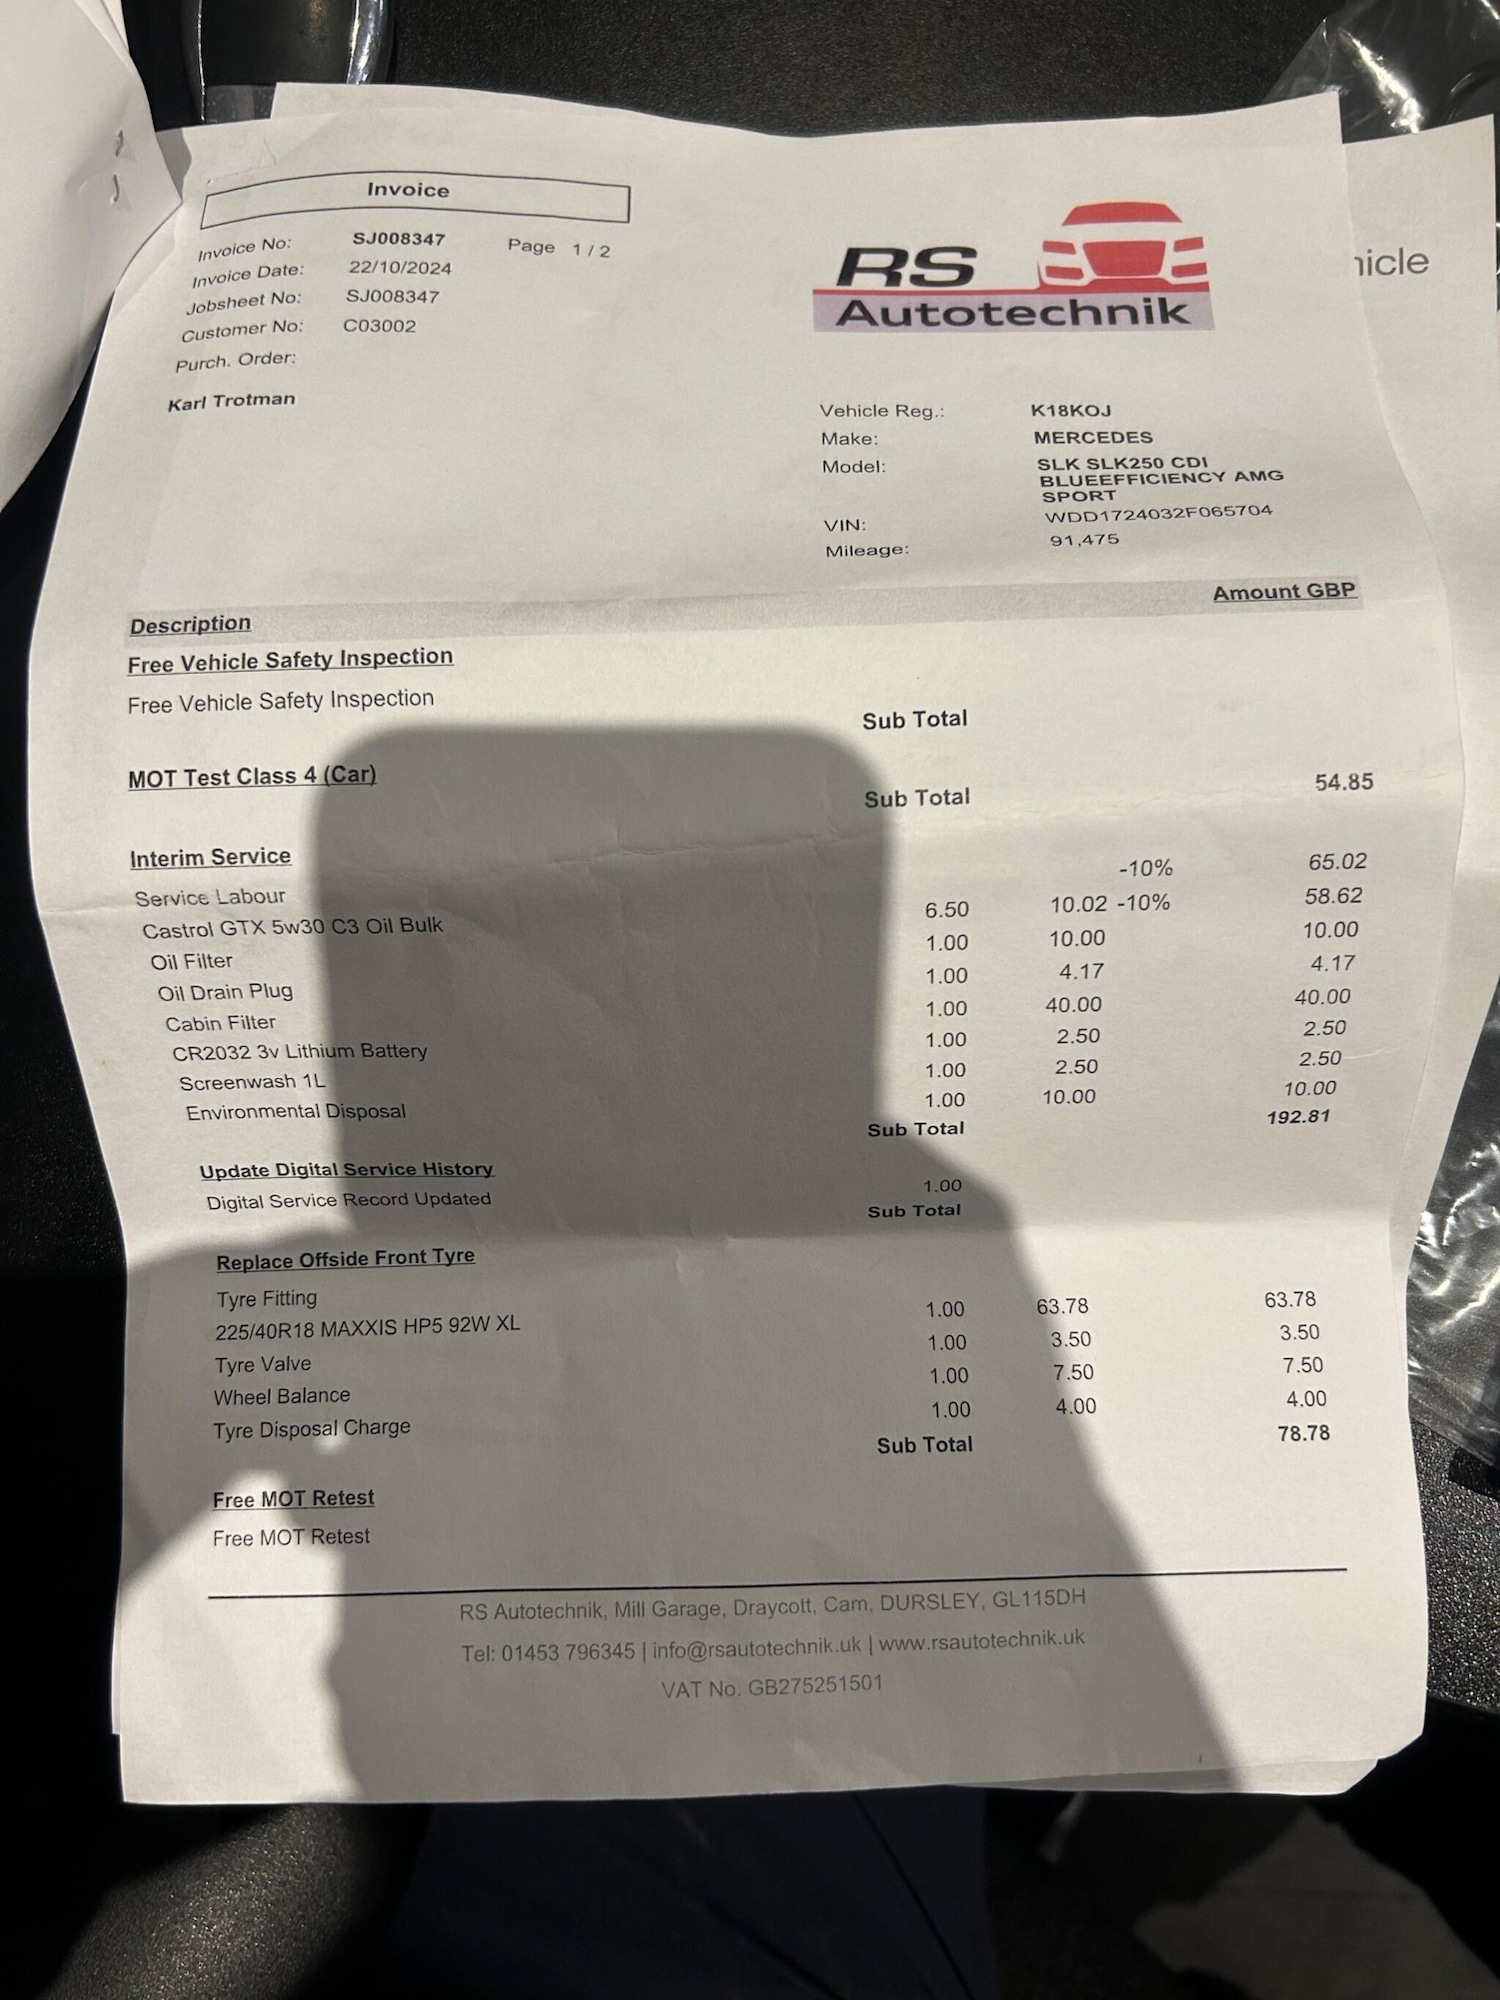 Invoice
Invoice No: SJ008347 Page 1 / 2
Invoice Date: 22/10/2024
Jobsheet No: SJ008347
Customer No: C03002
Purch. Order:
Karl Trotman
RS
Autotechnik
hicle
Vehicle Reg.: K18KOJ
Make: MERCEDES
Model: SLK SLK250 CDI
BLUEEFFICIENCY AMG
SPORT
VIN: WDD1724032F065704
Mileage: 91,475
Description Amount GBP
Free Vehicle Safety Inspection
Free Vehicle Safety Inspection
Sub Total
MOT Test Class 4 (Car)
Sub Total 54.85
Interim Service
Service Labour -10% 65.02
Castrol GTX 5w30 C3 Oil Bulk 6.50 10.02 -10% 58.62
Oil Filter 1.00 10.00 10.00
Oil Drain Plug 1.00 4.17 4.17
Cabin Filter 1.00 40.00 40.00
CR2032 3v Lithium Battery 1.00 2.50 2.50
Screenwash 1L 1.00 2.50 2.50
Environmental Disposal 1.00 10.00 10.00
Sub Total 192.81
Update Digital Service History
Digital Service Record Updated 1.00
Sub Total
Replace Offside Front Tyre
Tyre Fitting
225/40R18 MAXXIS HP5 92W XL 1.00 63.78 63.78
Tyre Valve 1.00 3.50 3.50
Wheel Balance 1.00 7.50 7.50
Tyre Disposal Charge 1.00 4.00 4.00
Sub Total 78.78
Free MOT Retest
Free MOT Retest
RS Autotechnik, Mill Garage, Draycott, Cam, DURSLEY, GL115DH
Tel: 01453 796345 | info@rsautotechnik.uk | www.rsautotechnik.uk
VAT No. GB275251501